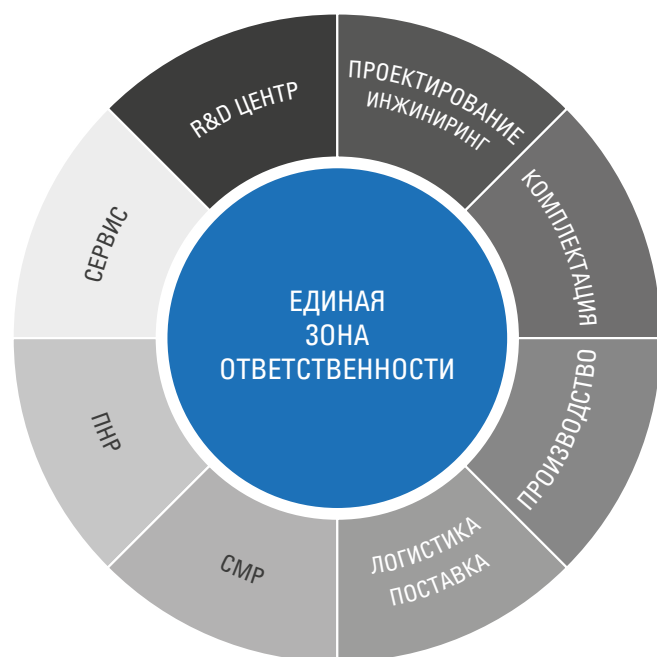 R&D ЦЕНТР
ПРОЕКТИРОВАНИЕ
ИНЖИНИРИНГ
КОМПЛЕКТАЦИЯ
ПРОИЗВОДСТВО
ЛОГИСТИКА
ПОСТАВКА
СМР
ПНР
СЕРВИС
ЕДИНАЯ
ЗОНА
ОТВЕТСТВЕННОСТИ